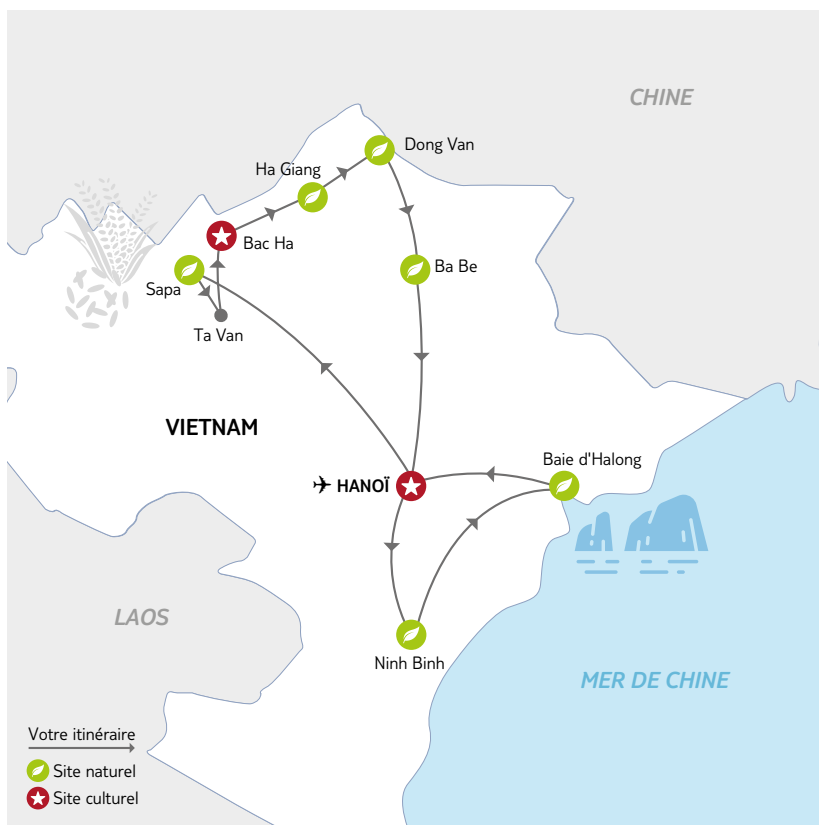 CHINE
Dong Van
Ha Giang
Bac Ha
Ba Be
Sapa
Ta Van
VIETNAM
Baie d'Halong
HANOÏ
LAOS
Ninh Binh
MER DE CHINE
Votre itinéraire
Site naturel
Site culturel